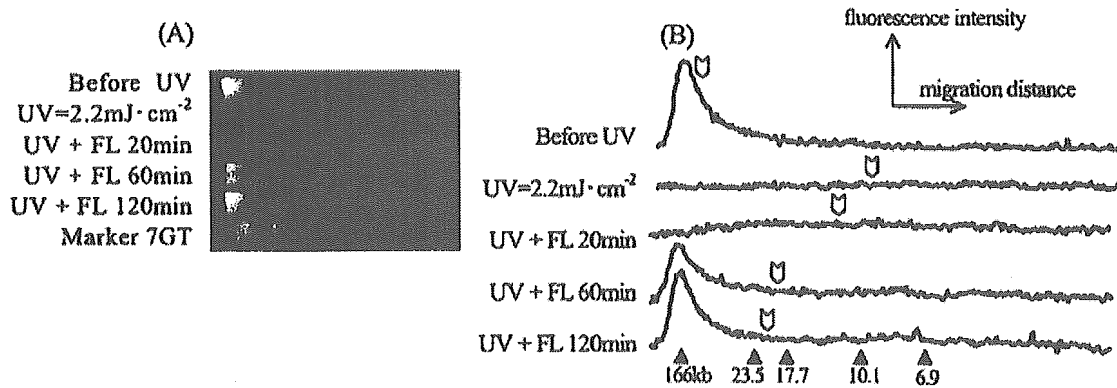 (A)
Before UV
UV=2.2mJ·cm-2
UV + FL 20min
UV + FL 60min
UV + FL 120min
Marker 7GT
(B)
fluorescence intensity
migration distance
Before UV
UV=2.2mJ·cm-2
UV + FL 20min
UV + FL 60min
UV + FL 120min
166kb 23.5 17.7 10.1 6.9